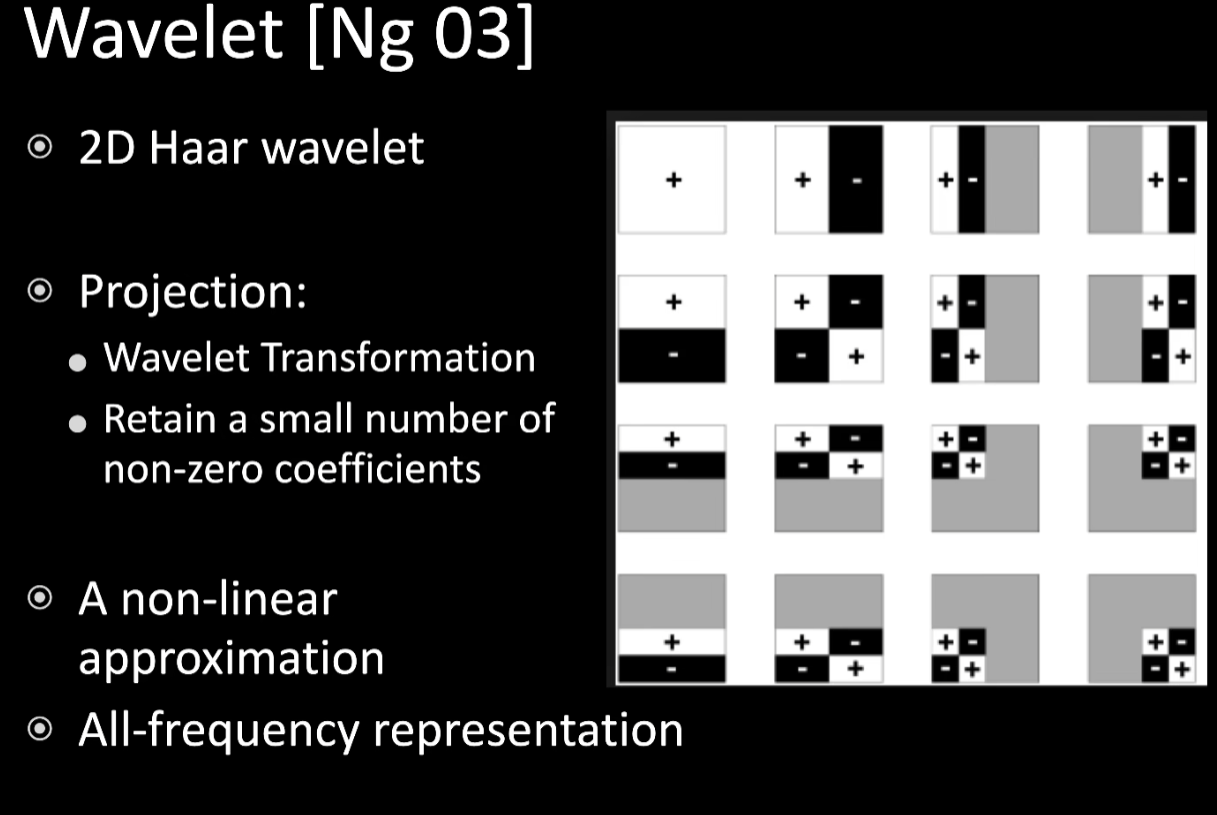 Wavelet [Ng 03]
2D Haar wavelet
Projection:
Wavelet Transformation
Retain a small number of
non-zero coefficients
A non-linear
approximation
All-frequency representation
+ + - + - + -
+ + - + - + -
- - + - + - +
+ + - + - + -
- - + - + - +
+ + - + - + -
- - + - + - +